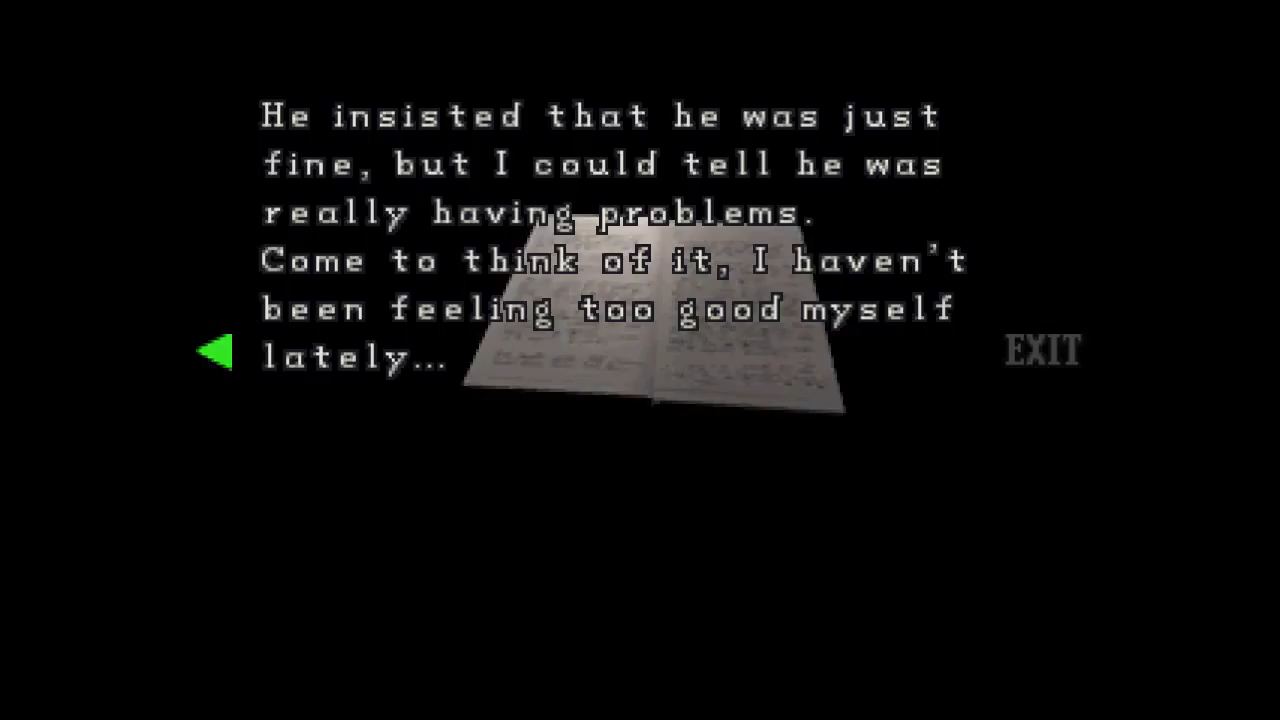 He insisted that he was just
fine, but I could tell he was
really having problems.
Come to think of it, I haven't
been feeling too good myself
lately...
EXIT